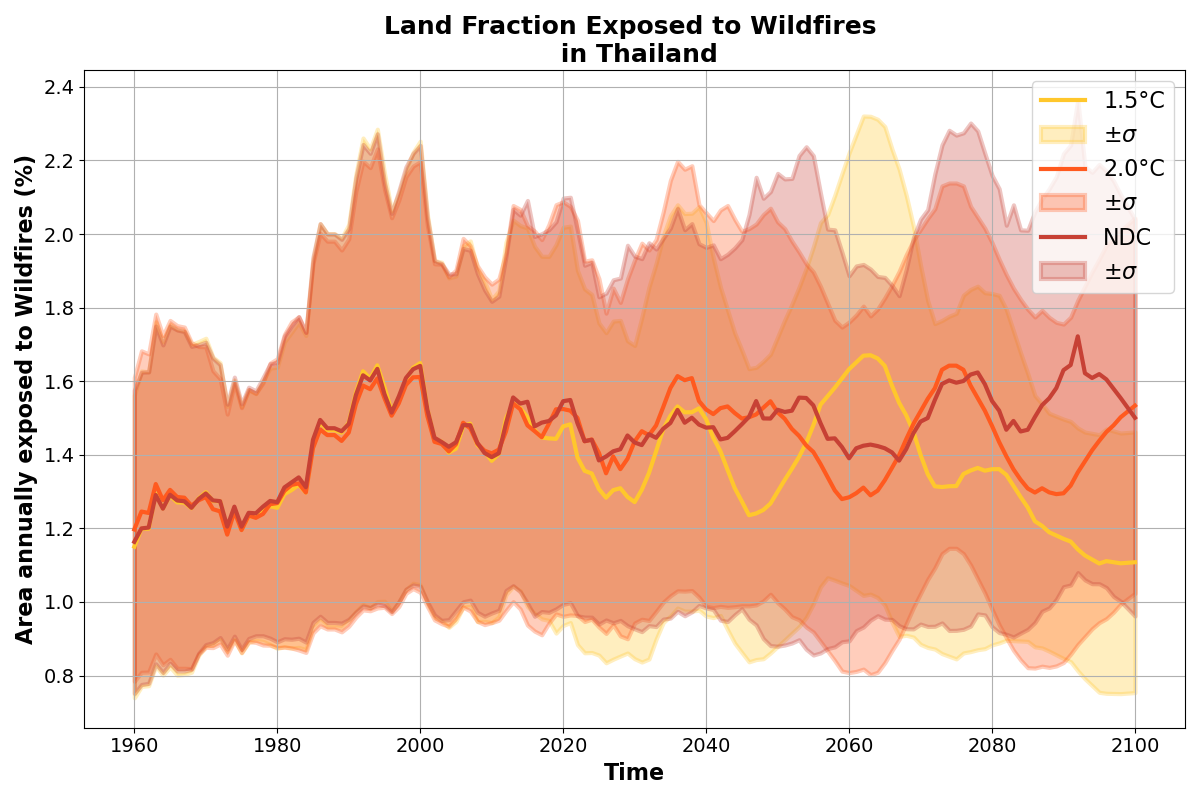 Land Fraction Exposed to Wildfires
in Thailand
Area annually exposed to Wildfires (%)
2.4
2.2
2.0
1.8
1.6
1.4
1.2
1.0
0.8
1960
1980
2000
2020
2040
2060
2080
2100
Time
1.5°C
±σ
2.0°C
±σ
NDC
±σ